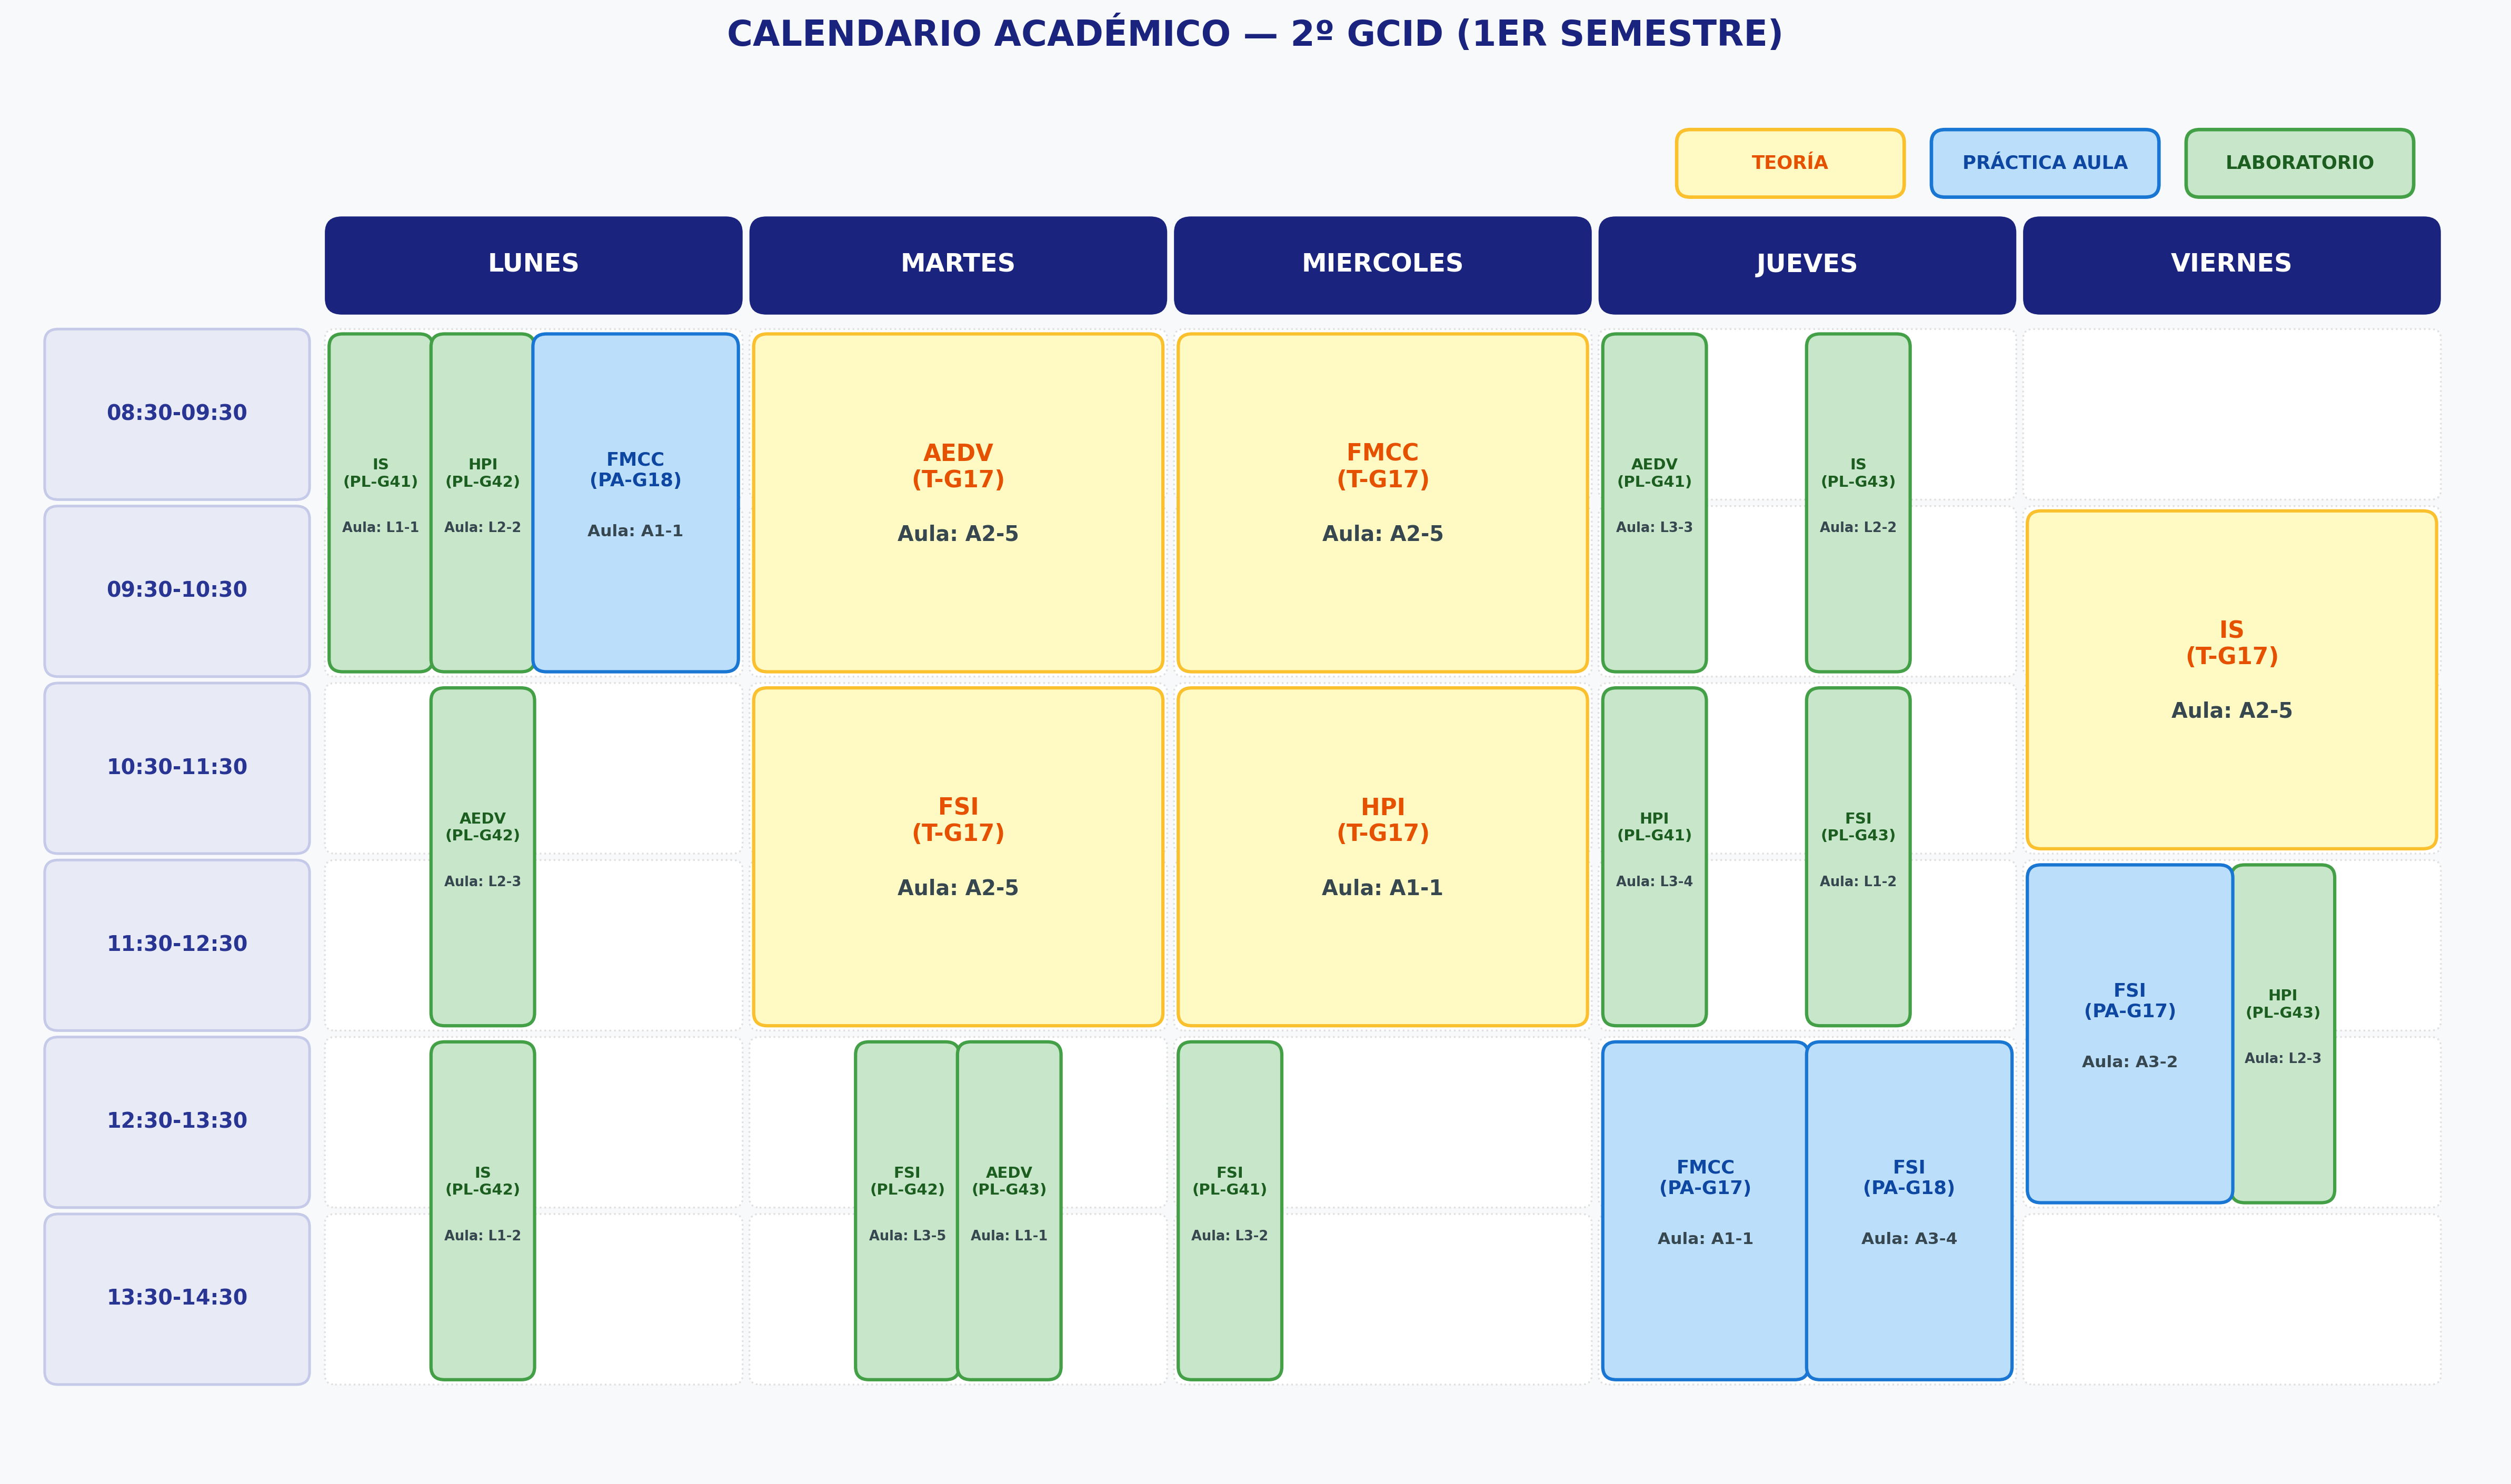 CALENDARIO ACADÉMICO — 2º GCID (1ER SEMESTRE)
TEORÍA
PRÁCTICA AULA
LABORATORIO
LUNES
MARTES
MIERCOLES
JUEVES
VIERNES
08:30-09:30
09:30-10:30
10:30-11:30
11:30-12:30
12:30-13:30
13:30-14:30
IS
(PL-G41)
Aula: L1-1
HPI
(PL-G42)
Aula: L2-2
FMCC
(PA-G18)
Aula: A1-1
AEDV
(PL-G42)
Aula: L2-3
IS
(PL-G42)
Aula: L1-2
AEDV
(T-G17)
Aula: A2-5
FSI
(T-G17)
Aula: A2-5
FSI
(PL-G42)
Aula: L3-5
AEDV
(PL-G43)
Aula: L1-1
FMCC
(T-G17)
Aula: A2-5
HPI
(T-G17)
Aula: A1-1
FSI
(PL-G41)
Aula: L3-2
AEDV
(PL-G41)
Aula: L3-3
IS
(PL-G43)
Aula: L2-2
HPI
(PL-G41)
Aula: L3-4
FSI
(PL-G43)
Aula: L1-2
FMCC
(PA-G17)
Aula: A1-1
FSI
(PA-G18)
Aula: A3-4
IS
(T-G17)
Aula: A2-5
FSI
(PA-G17)
Aula: A3-2
HPI
(PL-G43)
Aula: L2-3